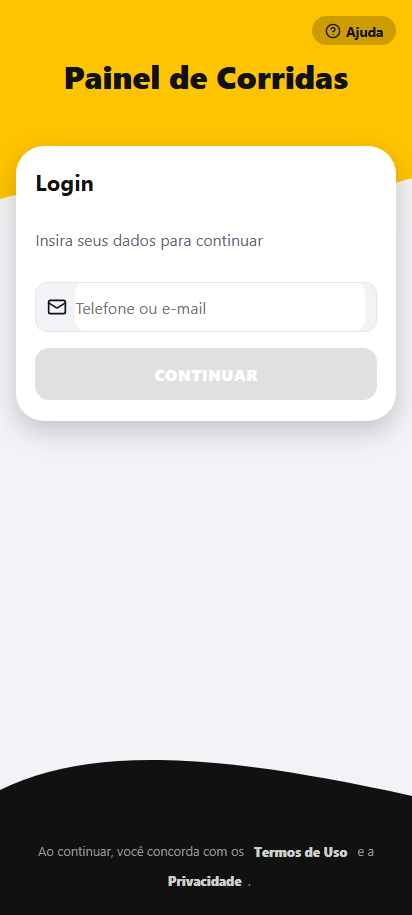 Ajuda
Painel de Corridas
Login
Insira seus dados para continuar
Telefone ou e-mail
CONTINUAR
Ao continuar, você concorda com os Termos de Uso e a
Privacidade .